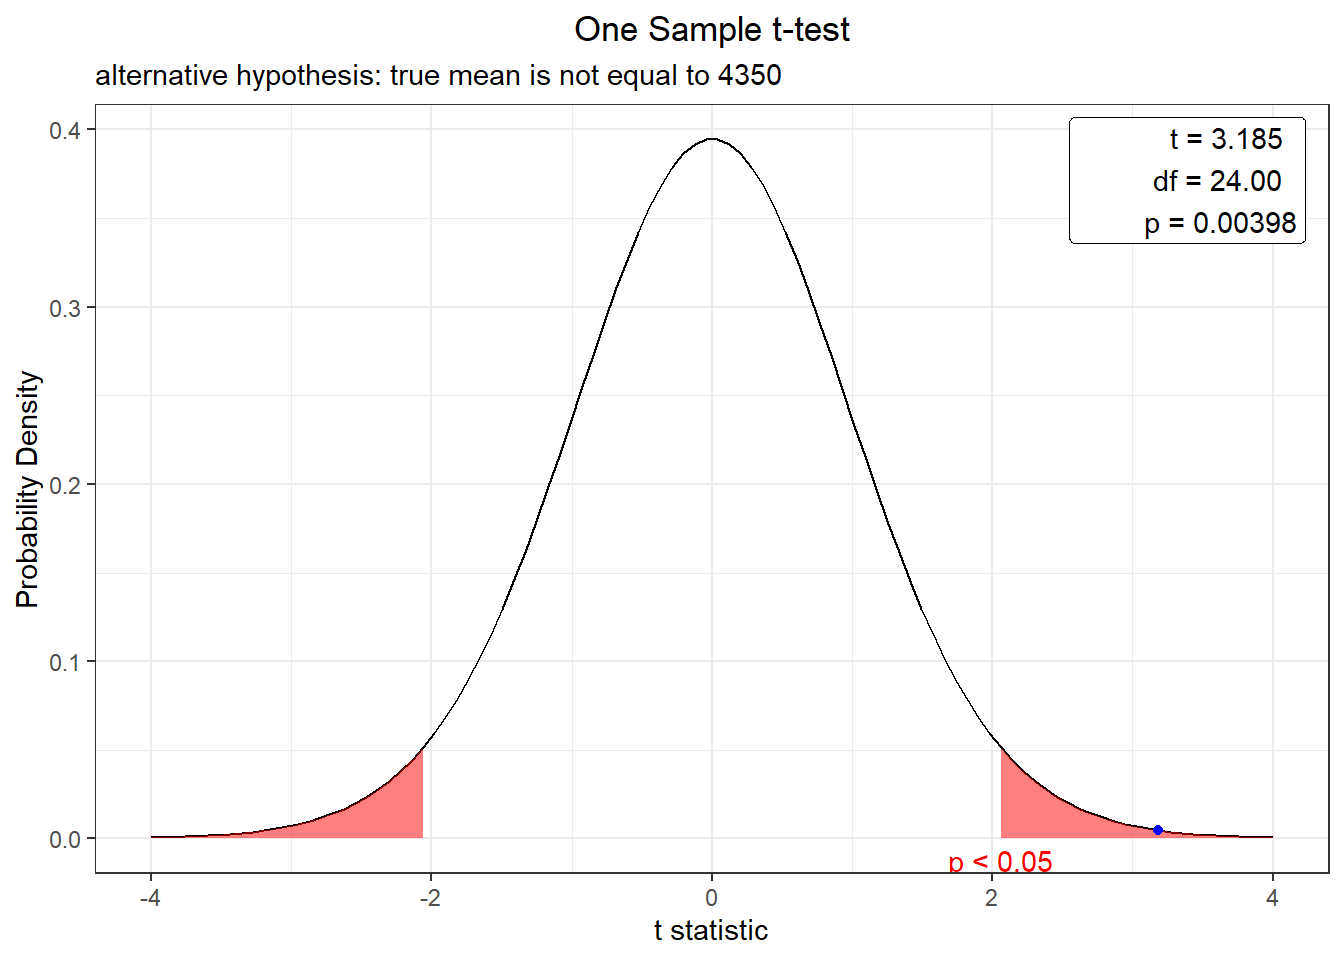 One Sample t-test
alternative hypothesis: true mean is not equal to 4350
t = 3.185
df = 24.00
p = 0.00398
Probability Density
0.4
0.3
0.2
0.1
0.0
p < 0.05
-4 -2 0 2 4
t statistic